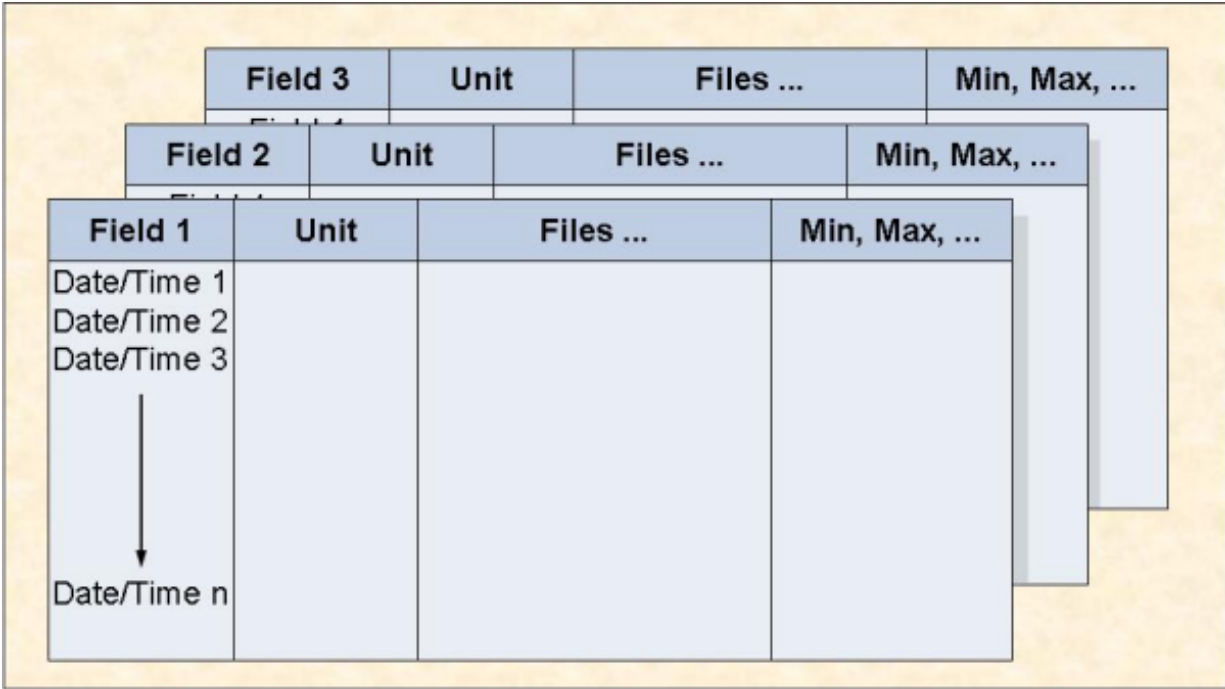 Field 3 Unit Files ... Min, Max, ...
Field 2 Unit Files ... Min, Max, ...
Field 1 Unit Files ... Min, Max, ...
Date/Time 1
Date/Time 2
Date/Time 3
Date/Time n